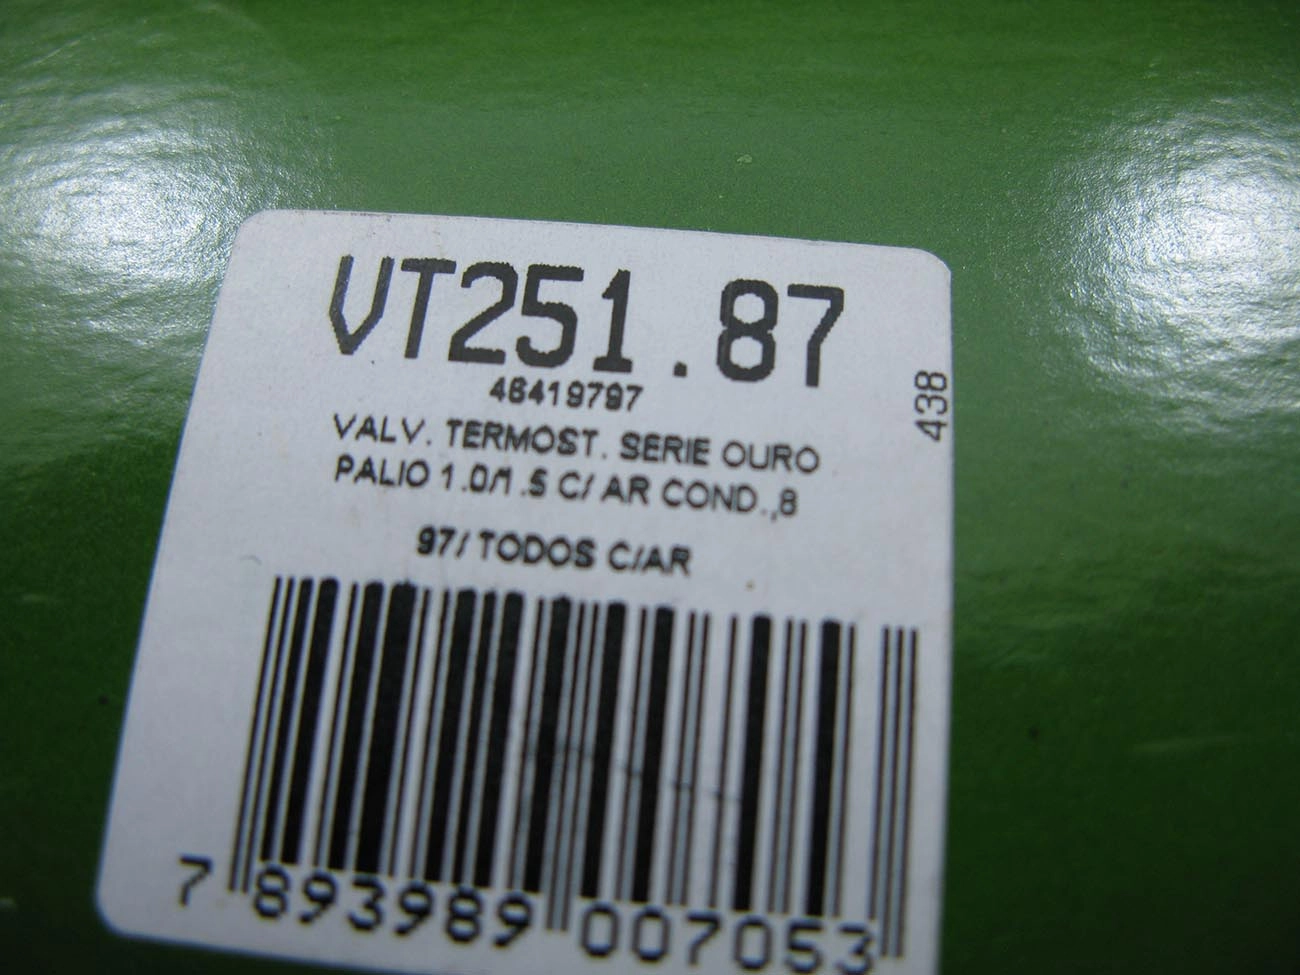 VT251.87
46419797
438
VALV. TERMOST. SERIE OURO
PALIO 1.0/1.5 C/ AR COND.,8
97/ TODOS C/AR
7 893989 007053